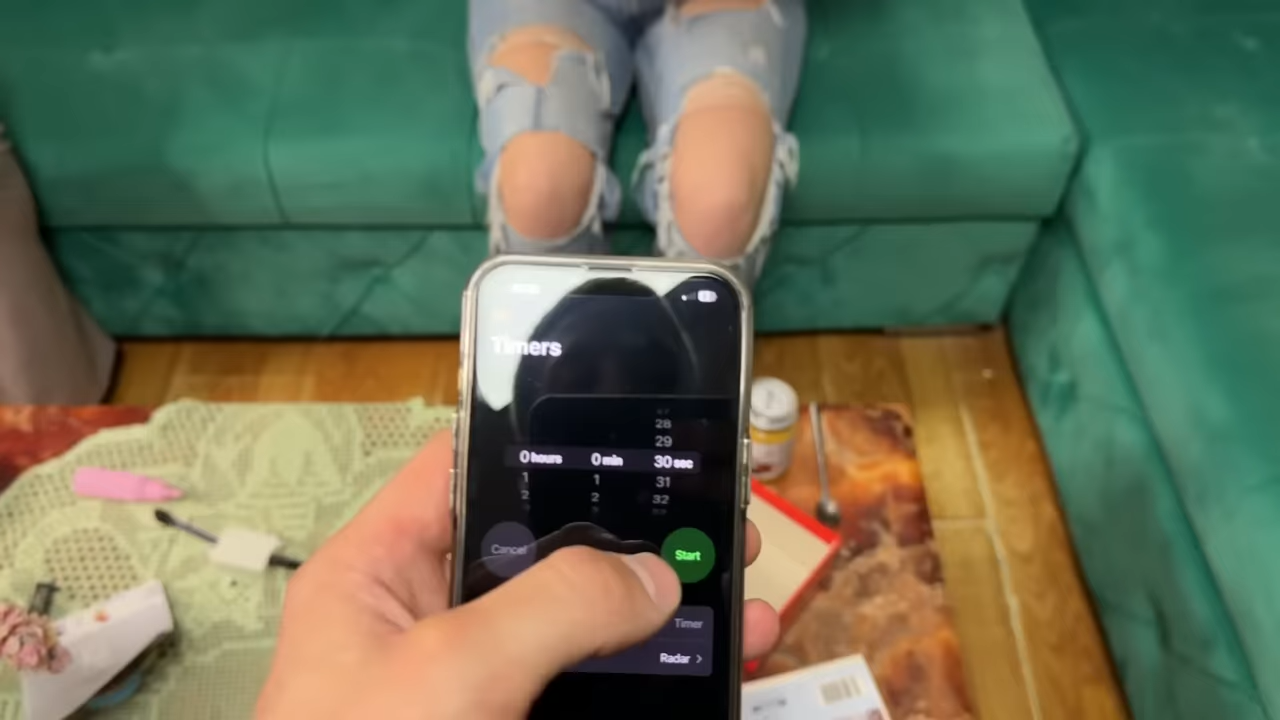 Timers
28
29
0 hours 0 min 30 sec
1 1 31
2 2 32
Cancel Start
Timer
Radar